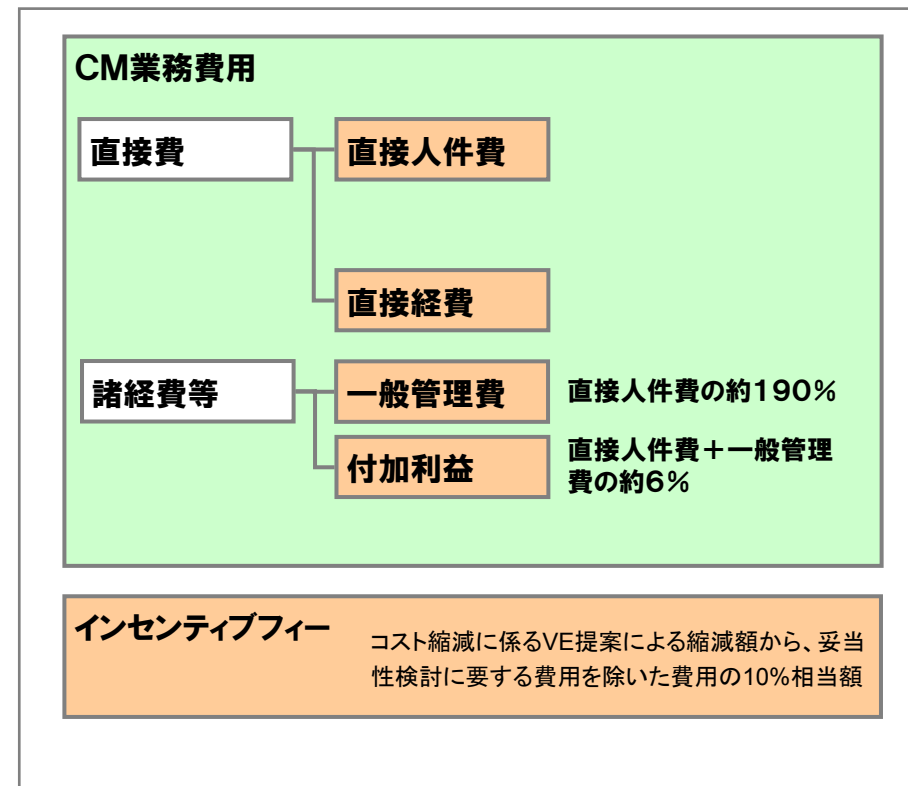 CM業務費用
直接費
直接人件費
直接経費
諸経費等
一般管理費
直接人件費の約190%
付加利益
直接人件費+一般管理
費の約6%
インセンティブフィー
コスト縮減に係るVE提案による縮減額から、妥当
性検討に要する費用を除いた費用の10%相当額